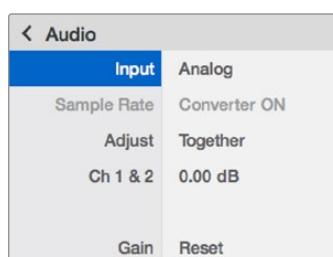 < Audio
Input Analog
Sample Rate Converter ON
Adjust Together
Ch 1 & 2 0.00 dB
Gain Reset